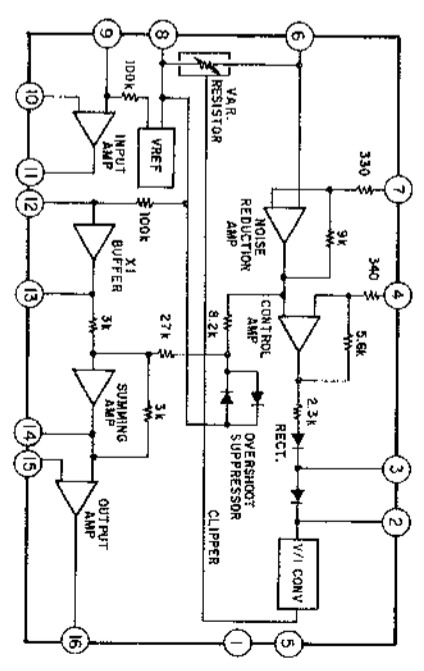 9
8
6
100k
VAR.
RESISTOR
10
VREF
330
7
INPUT
AMP
11
NOISE
REDUCTION
AMP
9k
12
100k
340
4
X1
BUFFER
CONTROL
AMP
8.2k
5.6k
13
3k
27k
2.3k
SUMMING
AMP
3k
OVERSHOOT
SUPPRESSOR
RECT.
3
14
15
2
OUTPUT
AMP
CLIPPER
V/I CONV
16
1
5